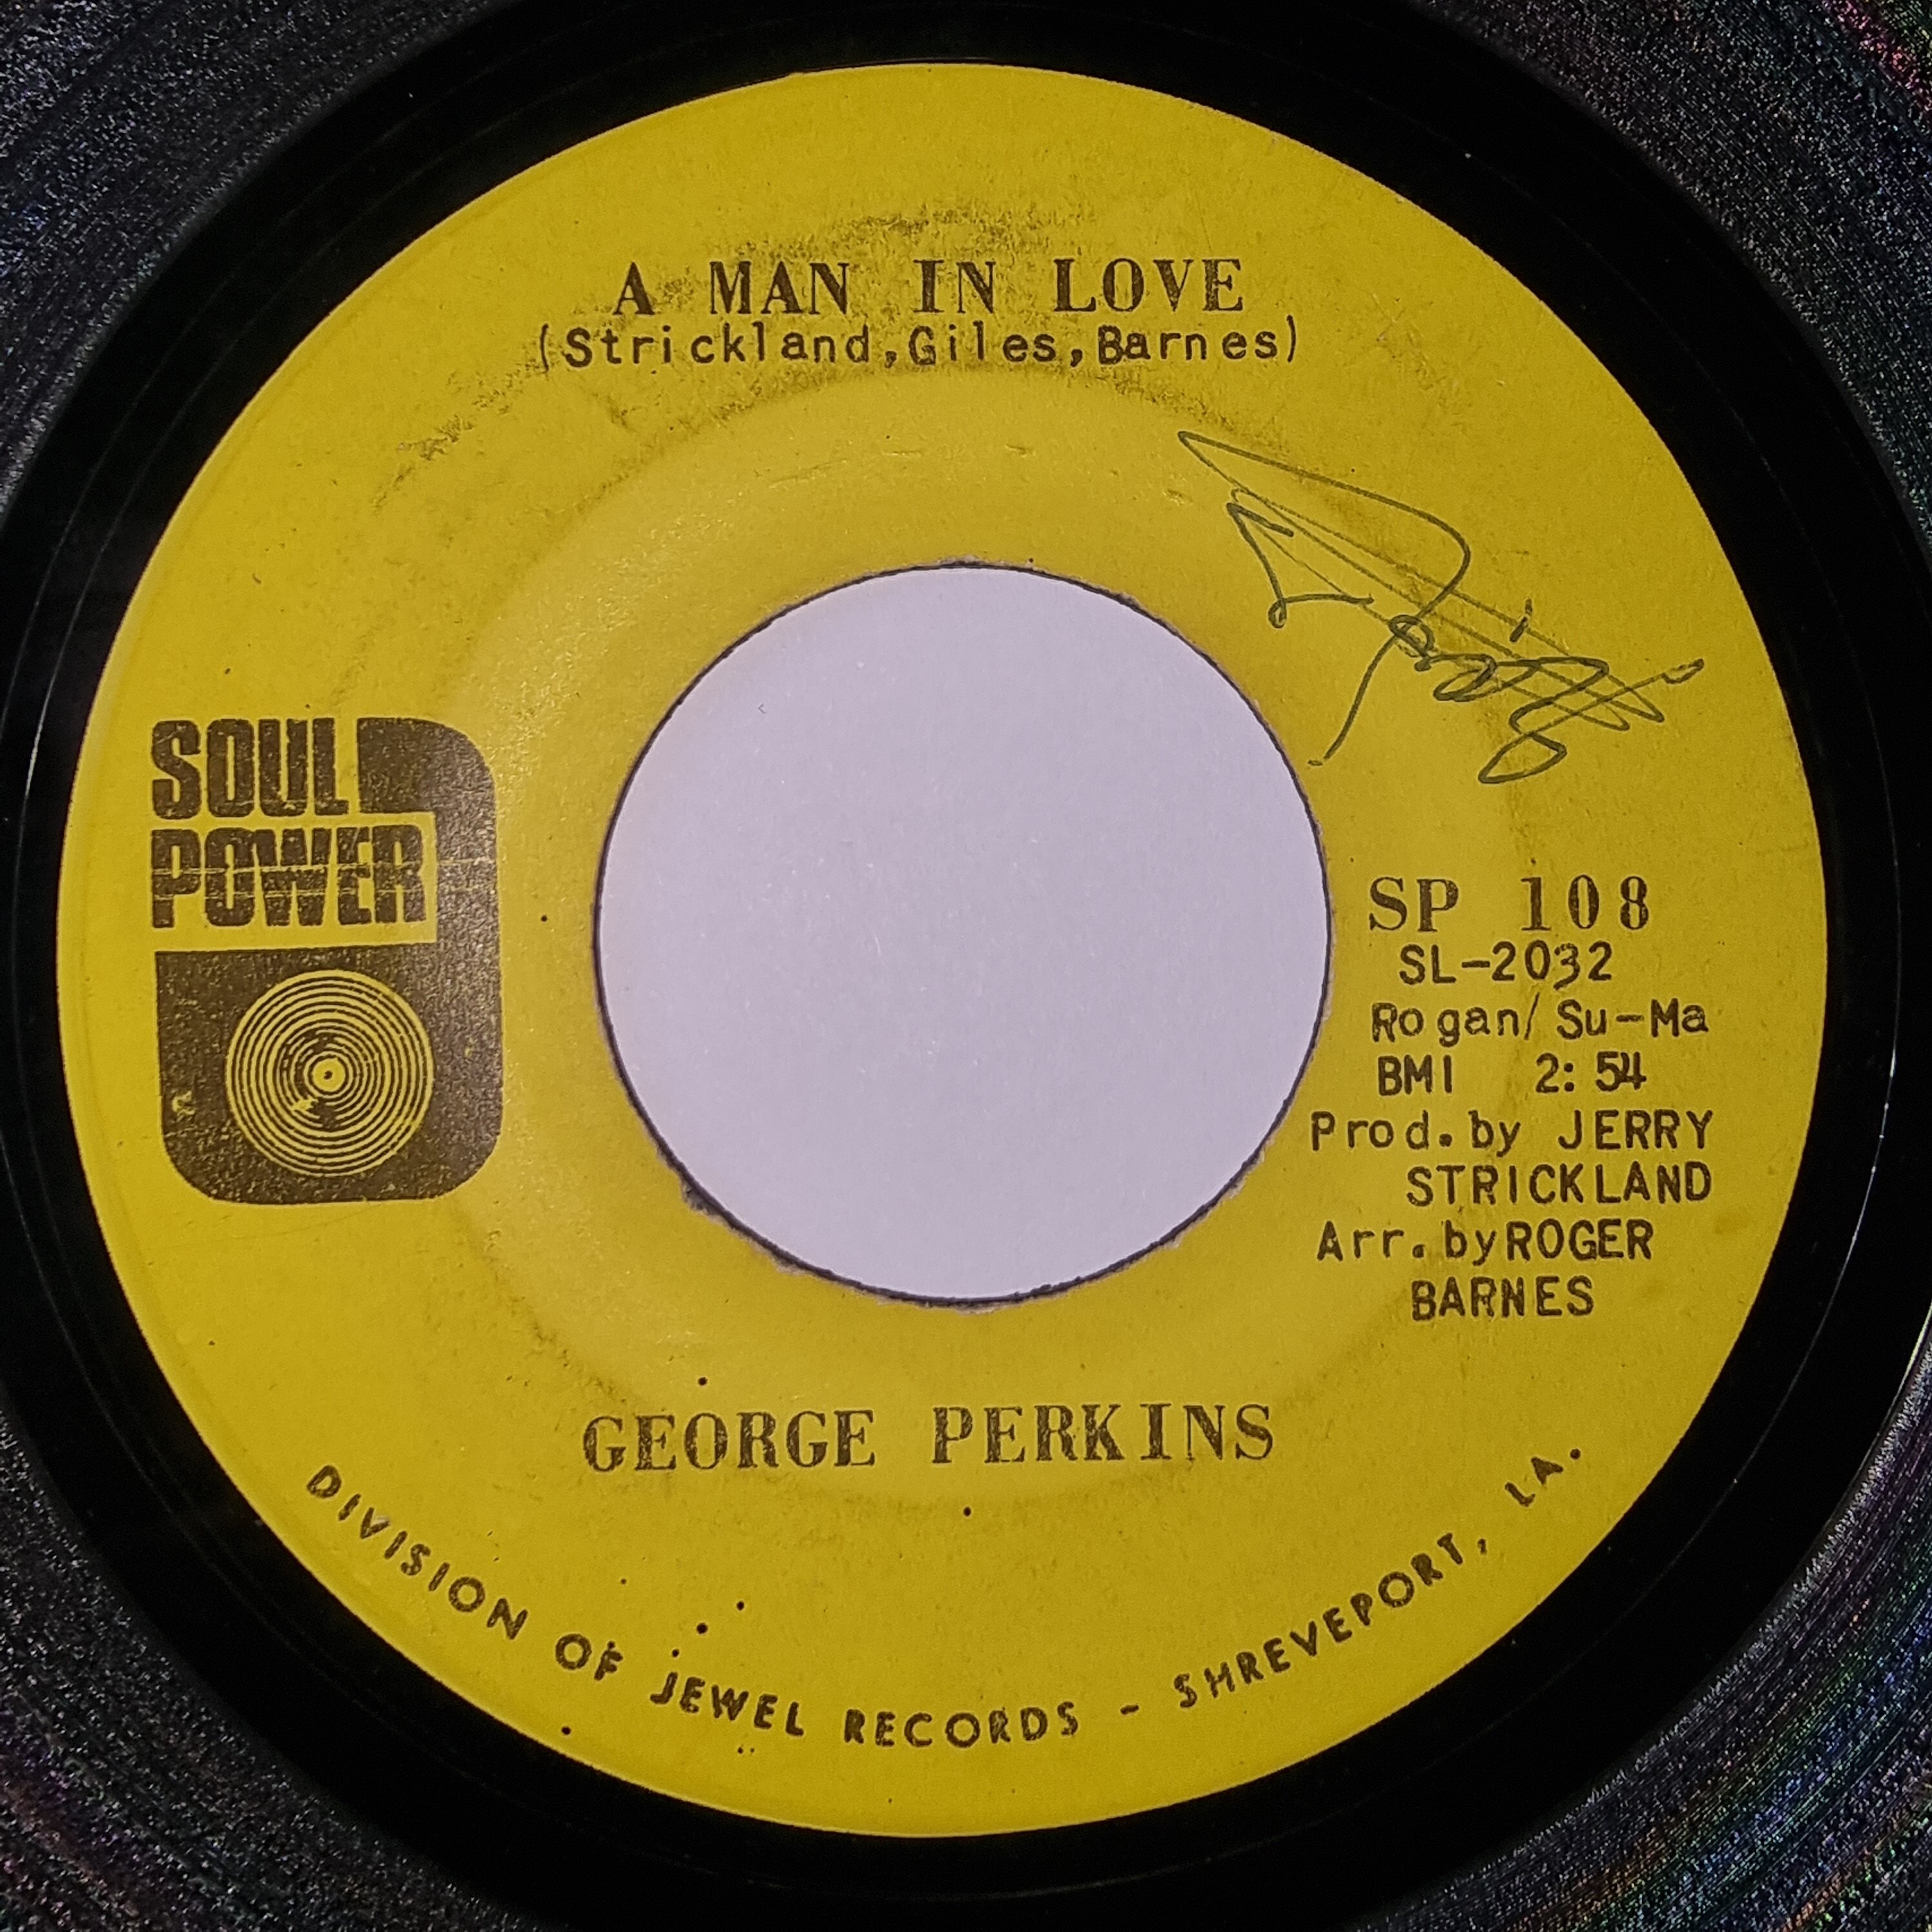 A MAN IN LOVE
(Strickland,Giles,Barnes)
SOUL
POWER
SP 108
SL-2032
Rogan/Su-Ma
BMI 2:54
Prod.by JERRY
STRICKLAND
Arr.by ROGER
BARNES
GEORGE PERKINS
DIVISION OF JEWEL RECORDS - SHREVEPORT, LA.